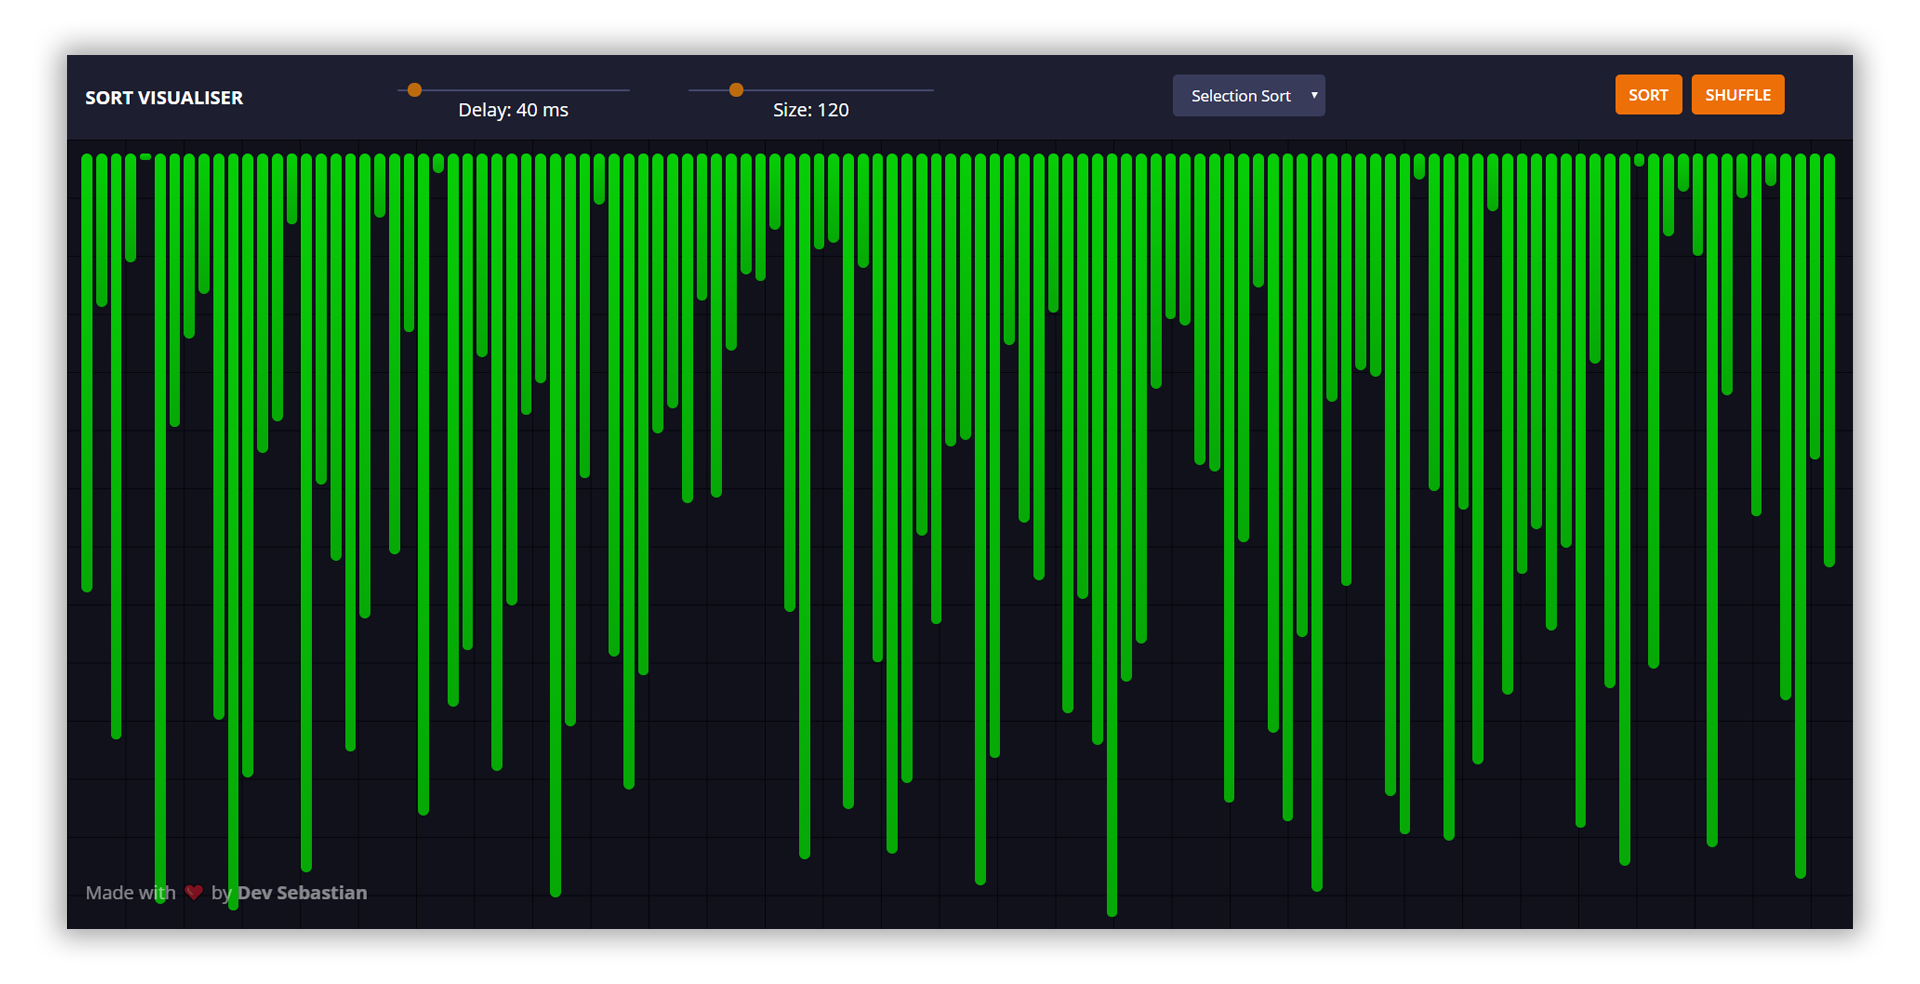 SORT VISUALISER
Delay: 40 ms
Size: 120
Selection Sort
SORT
SHUFFLE
Made with ❤ by Dev Sebastian